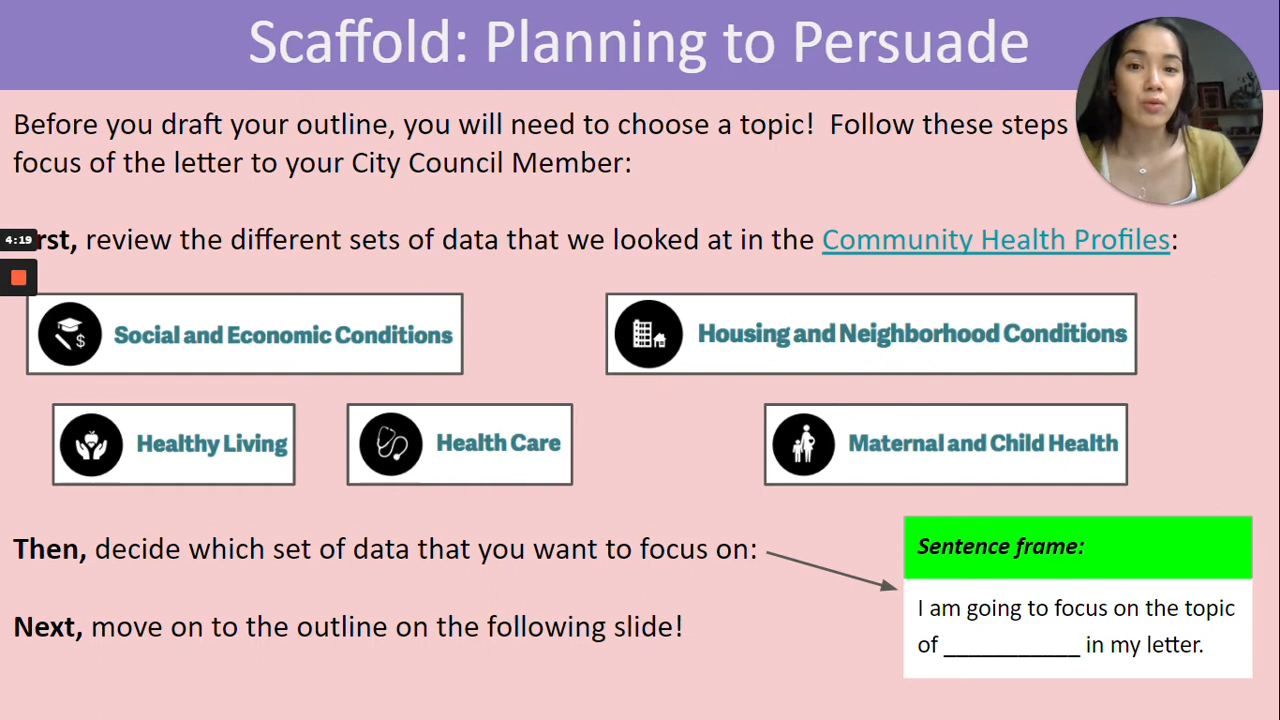 Scaffold: Planning to Persuade
Before you draft your outline, you will need to choose a topic!  Follow these steps
focus of the letter to your City Council Member:
4:19
rst, review the different sets of data that we looked at in the Community Health Profiles:
$
Social and Economic Conditions
Housing and Neighborhood Conditions
Healthy Living
Health Care
Maternal and Child Health
Then, decide which set of data that you want to focus on:
Sentence frame:
I am going to focus on the topic
of ___________ in my letter.
Next, move on to the outline on the following slide!